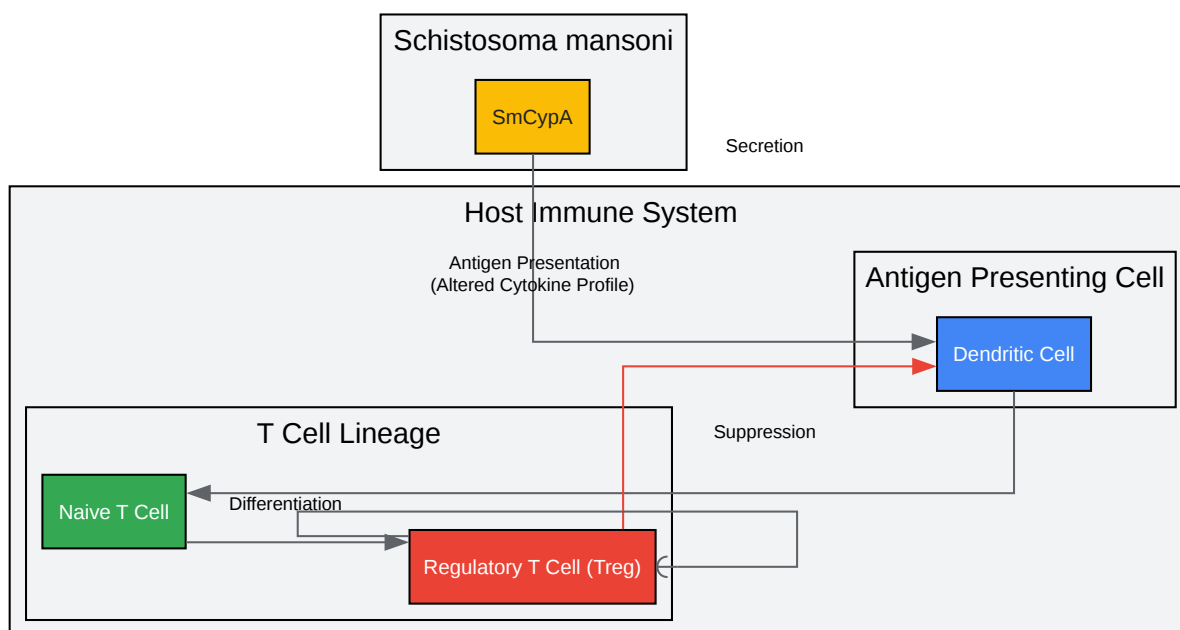 Schistosoma mansoni
SmCypA
Secretion
Host Immune System
Antigen Presentation
(Altered Cytokine Profile)
Antigen Presenting Cell
Dendritic Cell
T Cell Lineage
Suppression
Naive T Cell
Differentiation
Regulatory T Cell (Treg)